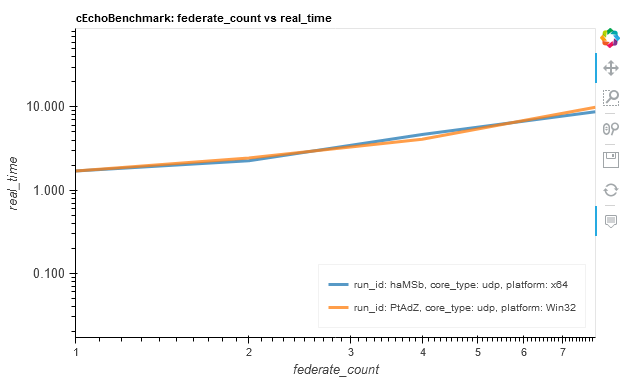 cEchoBenchmark: federate_count vs real_time
10.000
1.000
0.100
real_time
run_id: haMSb, core_type: udp, platform: x64
run_id: PtAdZ, core_type: udp, platform: Win32
1 2 3 4 5 6 7
federate_count